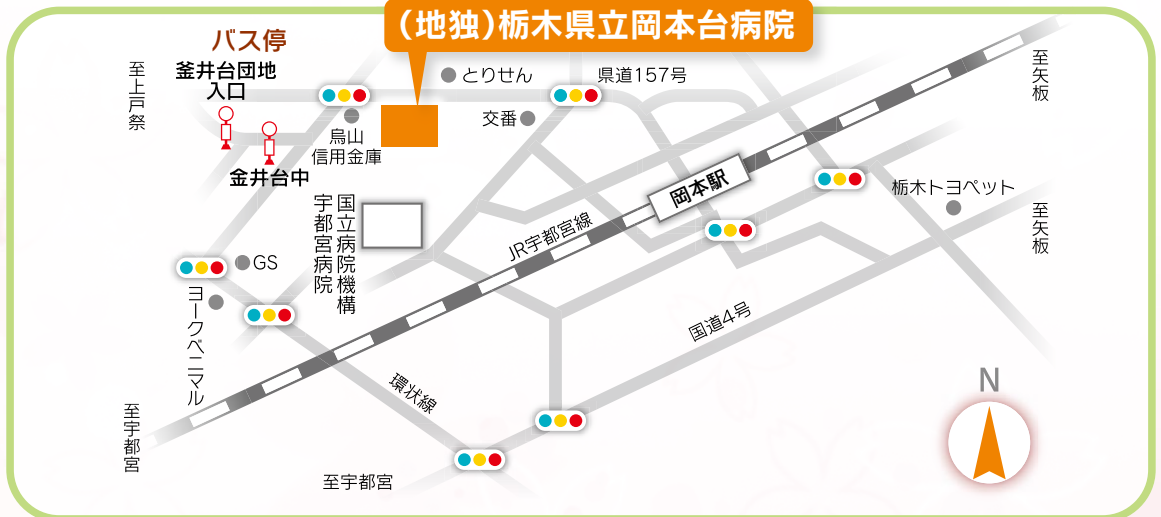 (地独)栃木県立岡本台病院
バス停
釜井台団地
入口
至上戸祭
とりせん
県道157号
至矢板
交番
烏山
信用金庫
釜井台中
岡本駅
栃木トヨペット
国立病院機構
宇都宮病院
JR宇都宮線
至矢板
GS
ヨークベニマル
国道4号
環状線
N
至宇都宮
至宇都宮